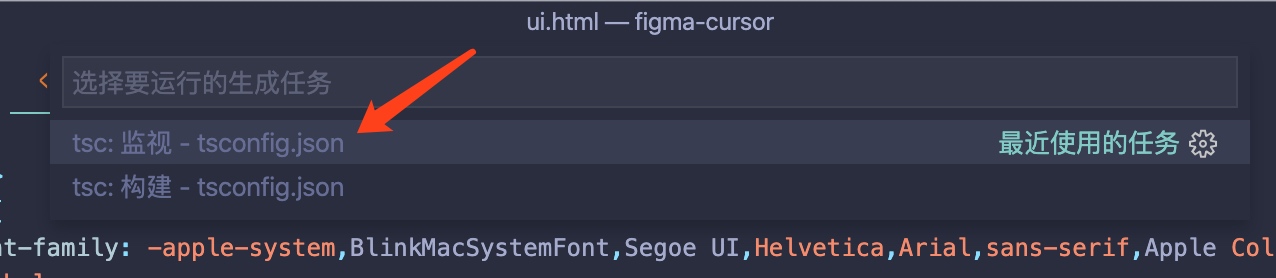 ui.html — figma-cursor
<
选择要运行的生成任务
tsc: 监视 - tsconfig.json 最近使用的任务
tsc: 构建 - tsconfig.json
nt-family: -apple-system,BlinkMacSystemFont,Segoe UI,Helvetica,Arial,sans-serif,Apple Col